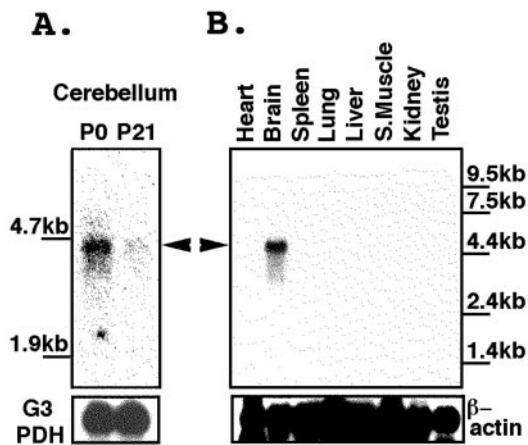 A.
B.
Cerebellum
P0 P21
Heart
Brain
Spleen
Lung
Liver
S.Muscle
Kidney
Testis
4.7kb
1.9kb
9.5kb
7.5kb
4.4kb
2.4kb
1.4kb
G3
PDH
β-
actin